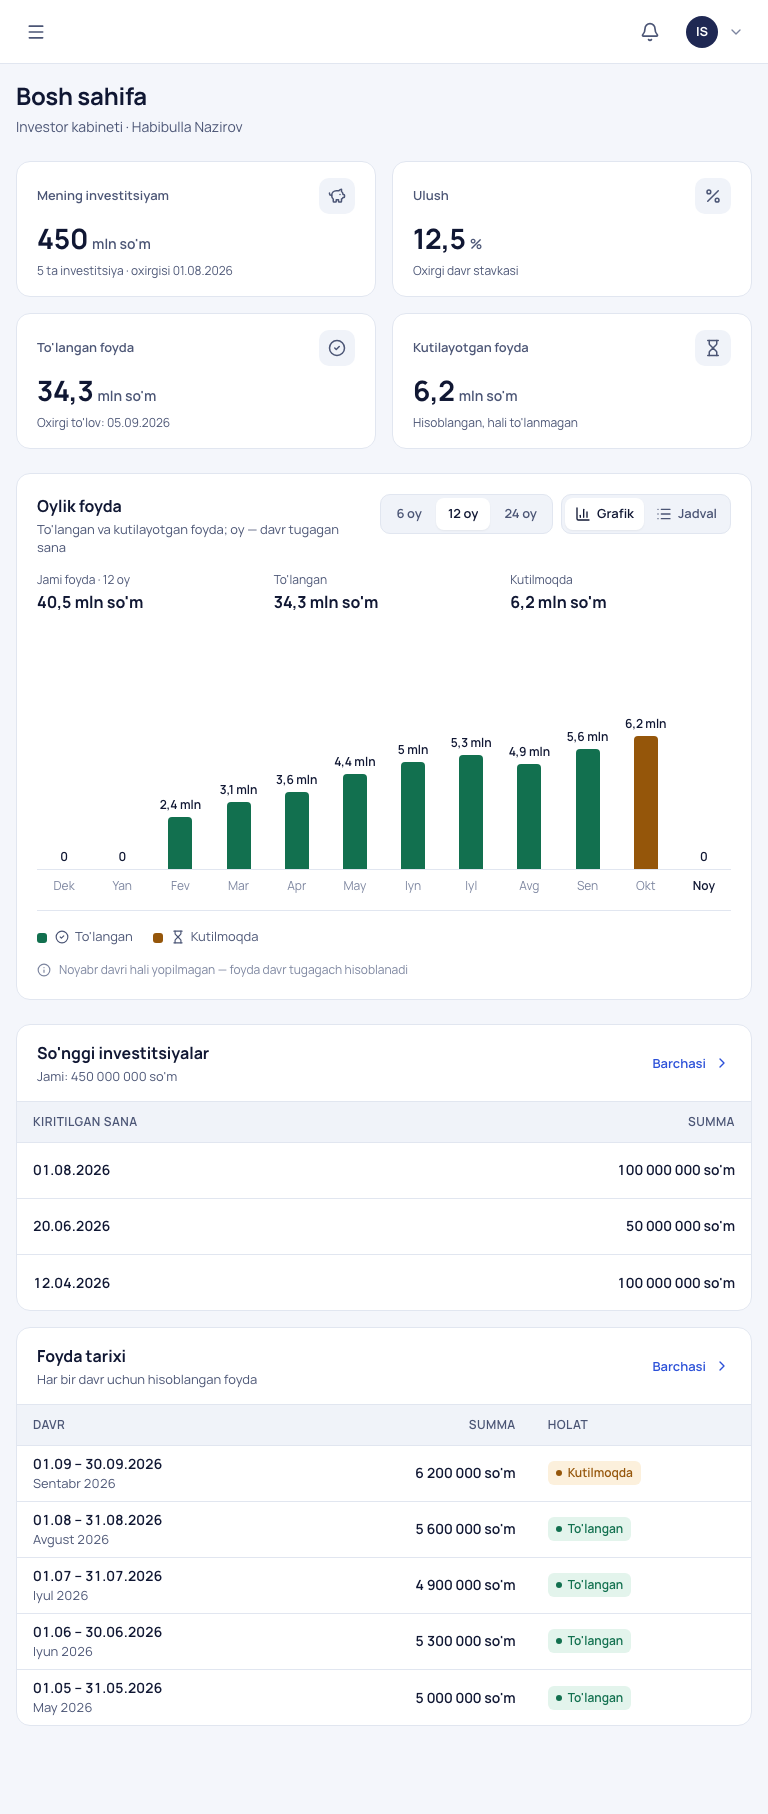 IS
Bosh sahifa
Investor kabineti · Habibulla Nazirov
Mening investitsiyam
450 mln so'm
5 ta investitsiya · oxirgisi 01.08.2026
Ulush
12,5 %
Oxirgi davr stavkasi
To'langan foyda
34,3 mln so'm
Oxirgi to'lov: 05.09.2026
Kutilayotgan foyda
6,2 mln so'm
Hisoblangan, hali to'lanmagan
Oylik foyda
To'langan va kutilayotgan foyda; oy — davr tugagan
sana
6 oy 12 oy 24 oy
Grafik Jadval
Jami foyda · 12 oy
40,5 mln so'm
To'langan
34,3 mln so'm
Kutilmoqda
6,2 mln so'm
0 0 2,4 mln 3,1 mln 3,6 mln 4,4 mln 5 mln 5,3 mln 4,9 mln 5,6 mln 6,2 mln 0
Dek Yan Fev Mar Apr May Iyn Iyl Avg Sen Okt Noy
To'langan Kutilmoqda
Noyabr davri hali yopilmagan — foyda davr tugagach hisoblanadi
So'nggi investitsiyalar
Jami: 450 000 000 so'm
Barchasi
KIRITILGAN SANA SUMMA
01.08.2026 100 000 000 so'm
20.06.2026 50 000 000 so'm
12.04.2026 100 000 000 so'm
Foyda tarixi
Har bir davr uchun hisoblangan foyda
Barchasi
DAVR SUMMA HOLAT
01.09 – 30.09.2026
Sentabr 2026
6 200 000 so'm Kutilmoqda
01.08 – 31.08.2026
Avgust 2026
5 600 000 so'm To'langan
01.07 – 31.07.2026
Iyul 2026
4 900 000 so'm To'langan
01.06 – 30.06.2026
Iyun 2026
5 300 000 so'm To'langan
01.05 – 31.05.2026
May 2026
5 000 000 so'm To'langan